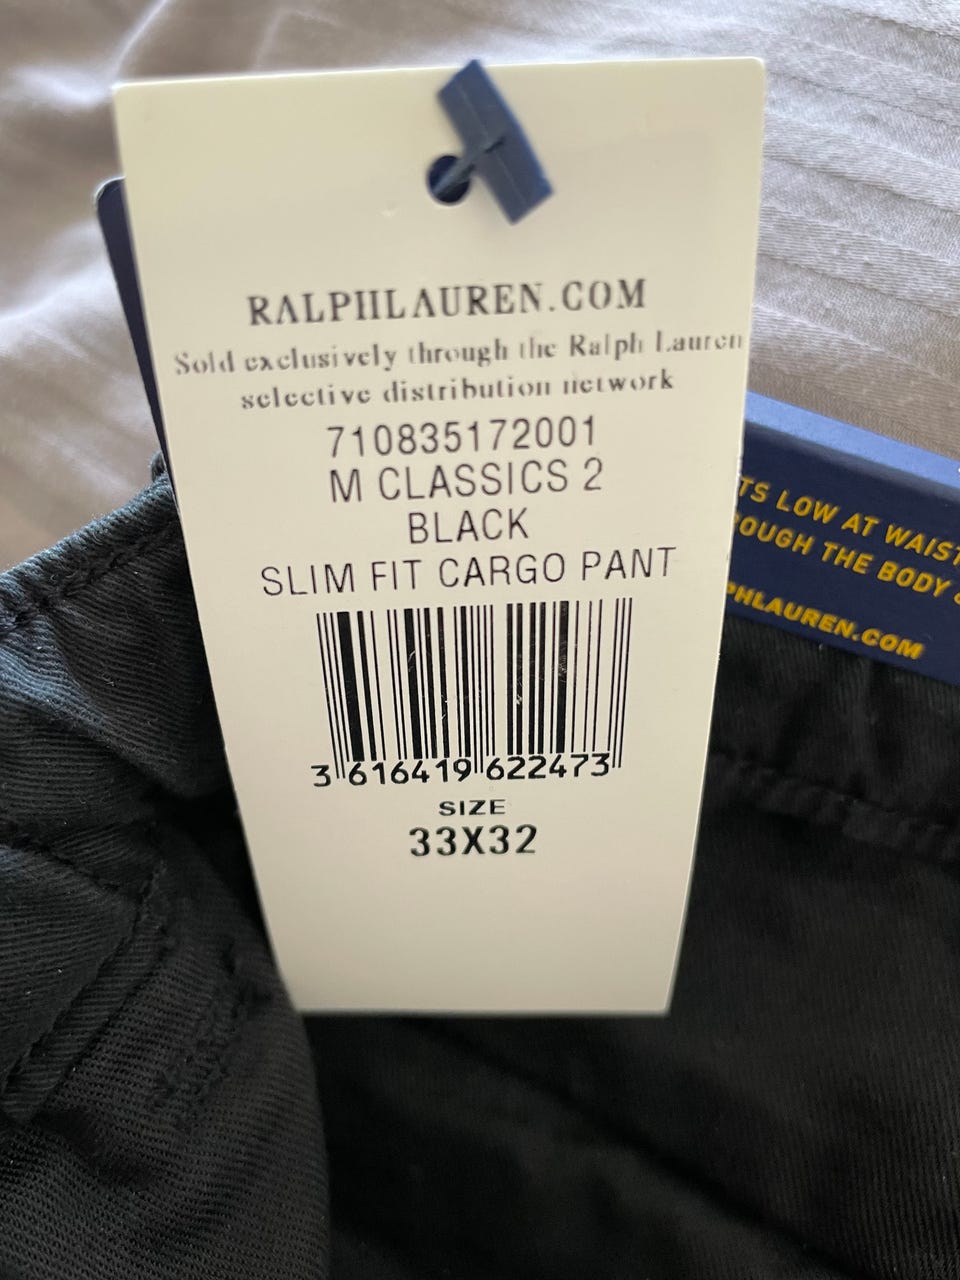 RALPHLAUREN.COM
Sold exclusively through the Ralph Lauren
selective distribution network
710835172001
M CLASSICS 2
BLACK
SLIM FIT CARGO PANT
3 616419 622473
SIZE
33X32
TS LOW AT WAIST
OUGH THE BODY
PHLAUREN.COM